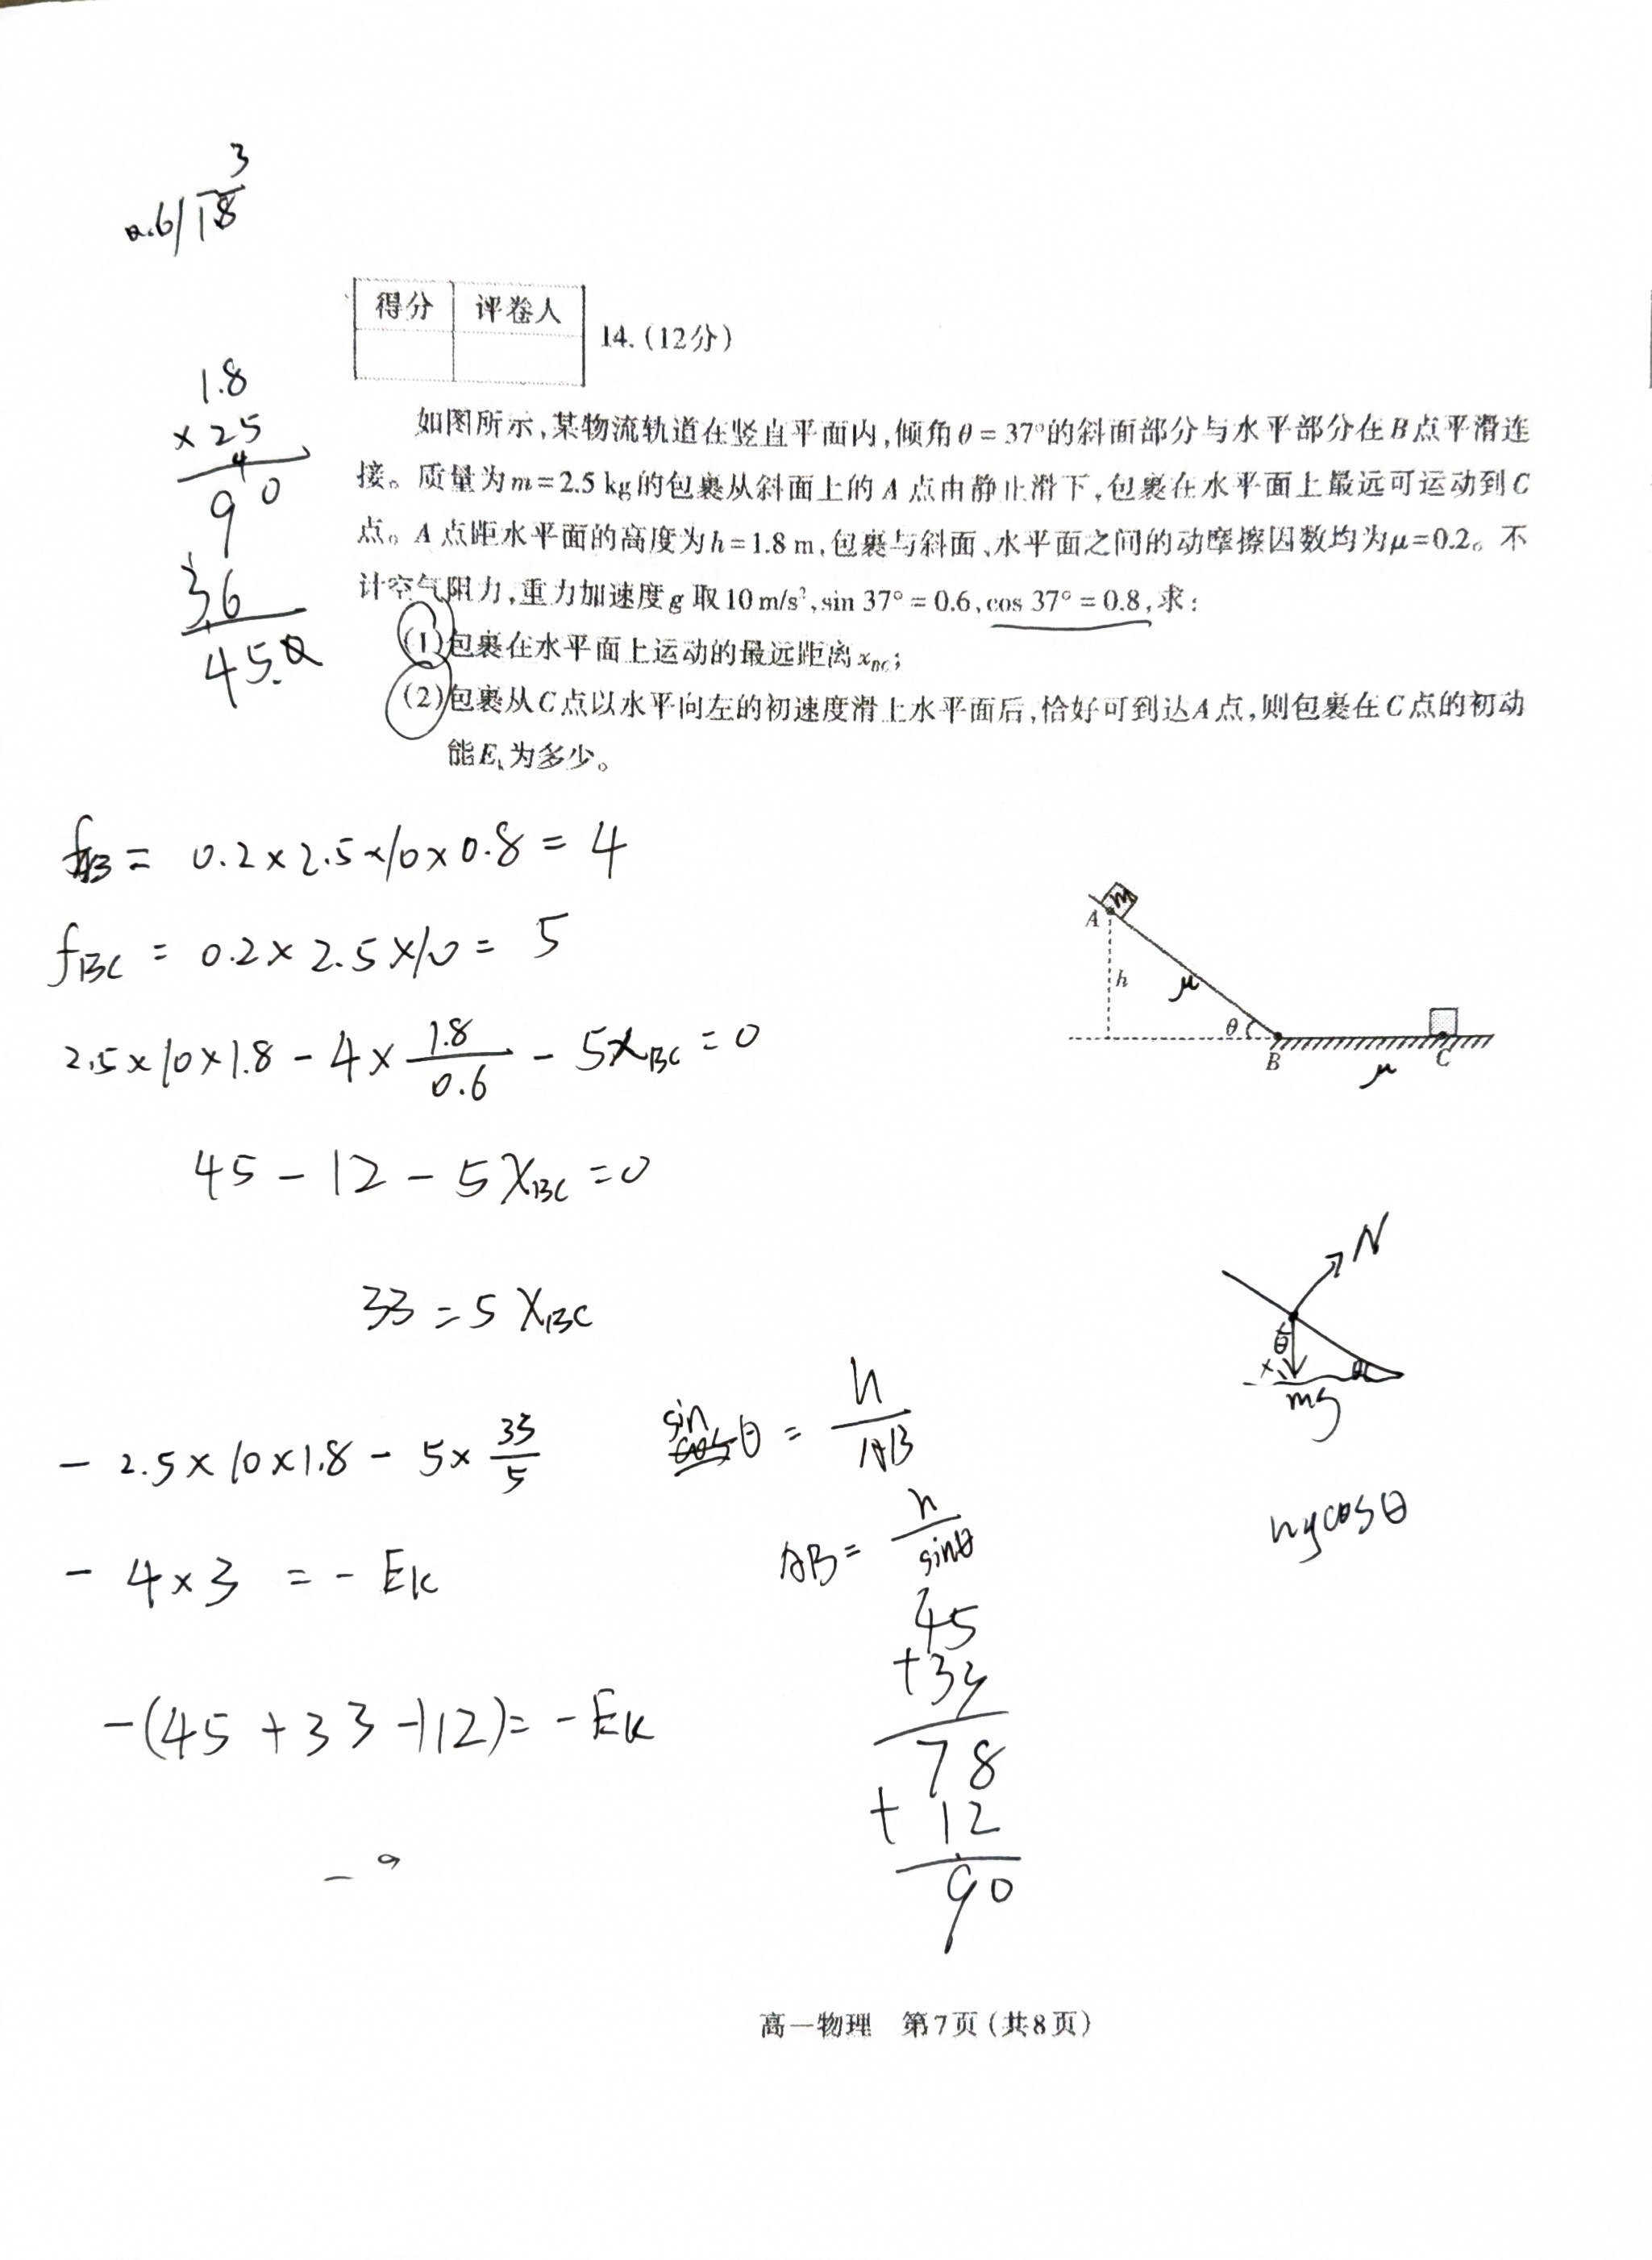 3
0.6/18
得分 评卷人
14.(12分)
1.8
×25
4
90
36
45.0
如图所示,某物流轨道在竖直平面内,倾角θ=37°的斜面部分与水平部分在B点平滑连
接。质量为m=2.5 kg的包裹从斜面上的A点由静止滑下,包裹在水平面上最远可运动到C
点。A点距水平面的高度为h=1.8 m,包裹与斜面、水平面之间的动摩擦因数均为μ=0.2。不
计空气阻力,重力加速度g取10 m/s²,sin 37°=0.6,cos 37°=0.8,求:
(1)包裹在水平面上运动的最远距离x_BC;
(2)包裹从C点以水平向左的初速度滑上水平面后,恰好可到达A点,则包裹在C点的初动
能E_k为多少。
f_AB = 0.2×2.5×10×0.8 = 4
f_BC = 0.2×2.5×10 = 5
2.5×10×1.8 - 4×1.8/0.6 - 5x_BC = 0
45 - 12 - 5x_BC = 0
33 = 5x_BC
m
A
h
μ
θ
B
C
μ
N
θ
θ
mg
mgcosθ
- 2.5×10×1.8 - 5×33/5
- 4×3 = - Ek
-(45+33+12) = -Ek
- 9
sinθ = h/AB
AB = h/sinθ
45
+33
78
+ 12
90
高一物理 第7页(共8页)